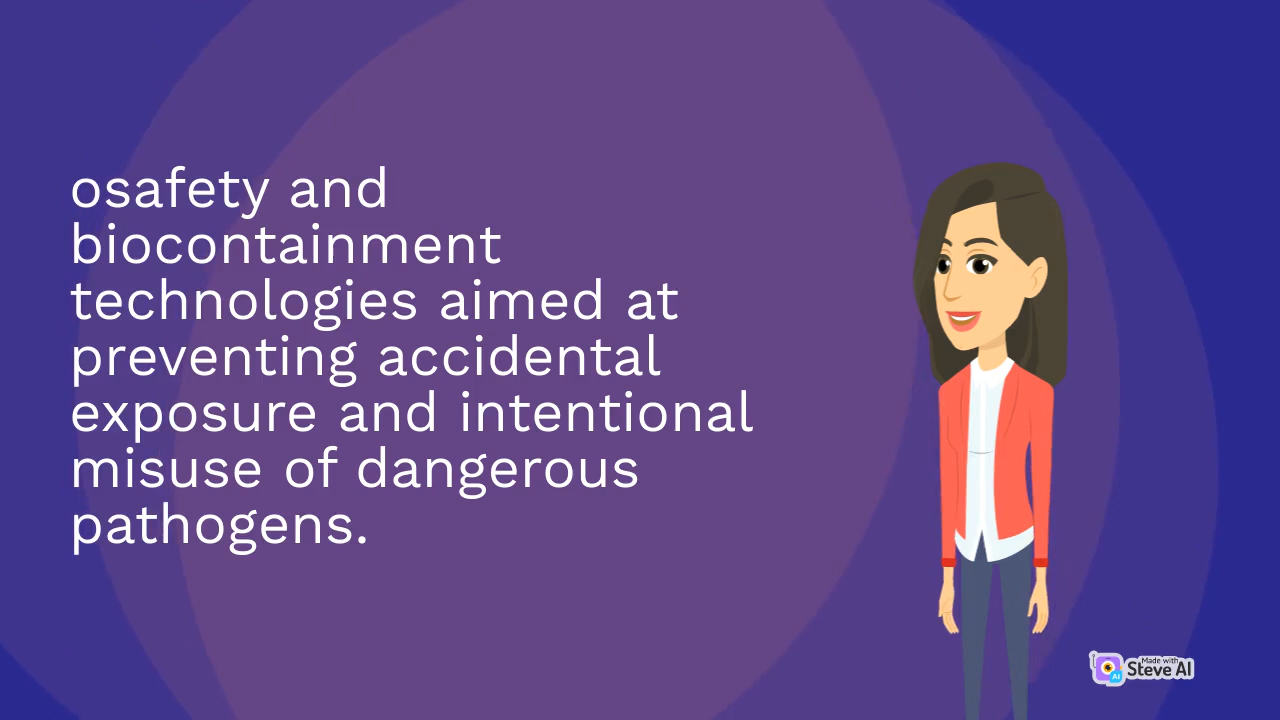 osafety and
biocontainment
technologies aimed at
preventing accidental
exposure and intentional
misuse of dangerous
pathogens.
Made with
Steve AI
AI